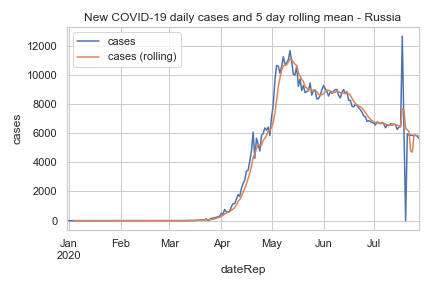 New COVID-19 daily cases and 5 day rolling mean - Russia
cases
cases (rolling)
12000
10000
8000
6000
4000
2000
0
cases
Jan
2020
Feb
Mar
Apr
May
Jun
Jul
dateRep